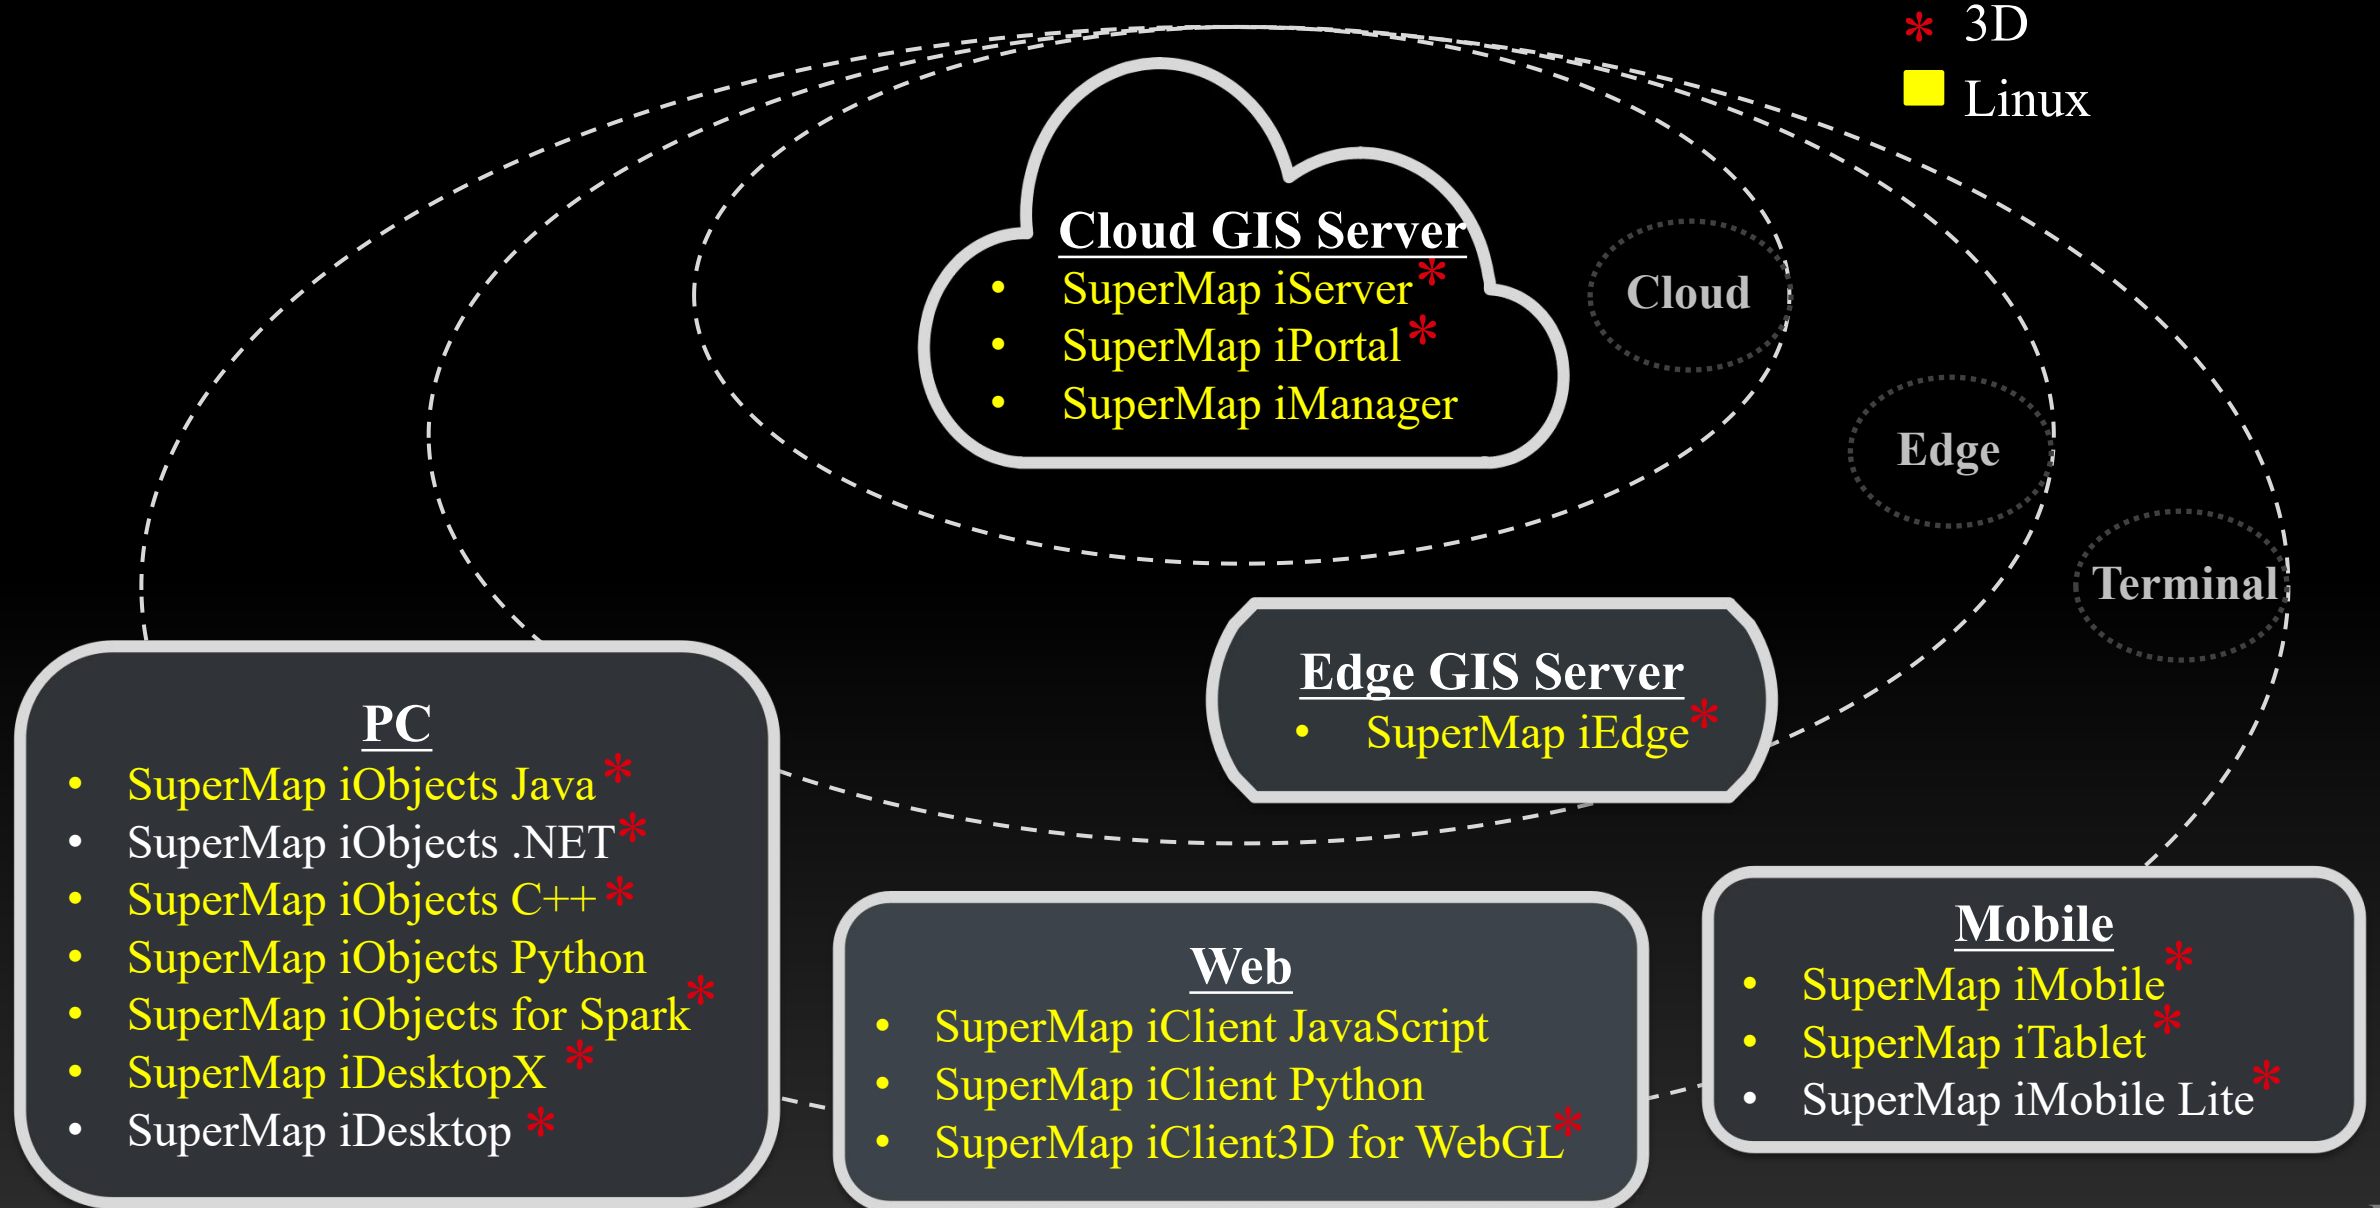 * 3D
Linux
Cloud GIS Server
• SuperMap iServer*
• SuperMap iPortal*
• SuperMap iManager
Cloud
Edge
Terminal
Edge GIS Server
• SuperMap iEdge*
PC
• SuperMap iObjects Java*
• SuperMap iObjects .NET*
• SuperMap iObjects C++*
• SuperMap iObjects Python
• SuperMap iObjects for Spark*
• SuperMap iDesktopX *
• SuperMap iDesktop *
Web
• SuperMap iClient JavaScript
• SuperMap iClient Python
• SuperMap iClient3D for WebGL*
Mobile
• SuperMap iMobile*
• SuperMap iTablet*
• SuperMap iMobile Lite*